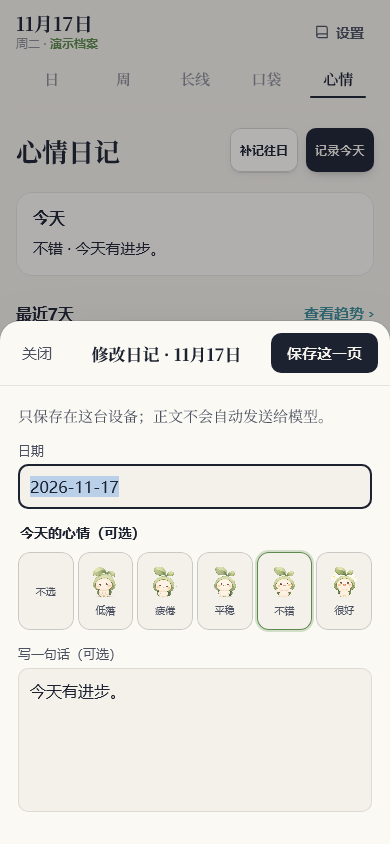 11月17日
周二 · 演示档案
设置
日 周 长线 口袋 心情
心情日记
补记往日
记录今天
今天
不错 · 今天有进步。
最近7天
查看趋势 ›
关闭
修改日记 · 11月17日
保存这一页
只保存在这台设备；正文不会自动发送给模型。
日期
2026-11-17
今天的心情（可选）
不选 低落 疲倦 平稳 不错 很好
写一句话（可选）
今天有进步。